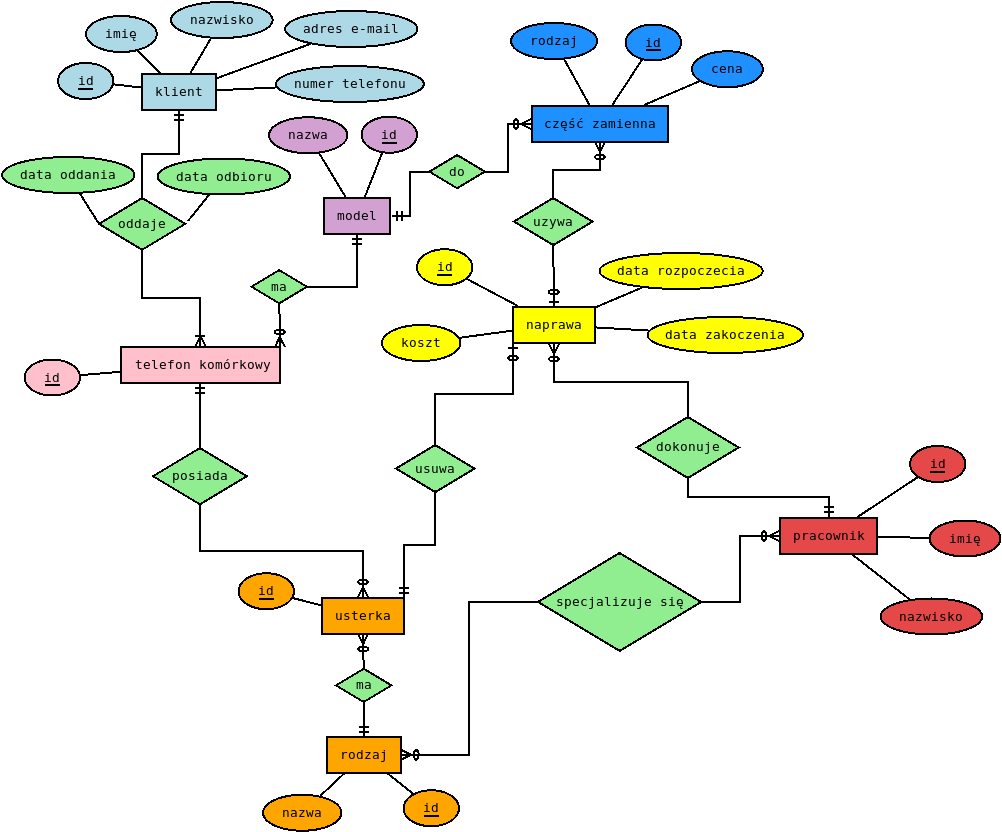 nazwisko
adres e-mail
imię
rodzaj
id
cena
id
klient
numer telefonu
część zamienna
nazwa
id
data oddania
data odbioru
do
oddaje
model
uzywa
id
data rozpoczecia
ma
naprawa
data zakoczenia
koszt
telefon komórkowy
id
dokonuje
id
posiada
usuwa
pracownik
imię
id
specjalizuje się
usterka
nazwisko
ma
rodzaj
nazwa
id